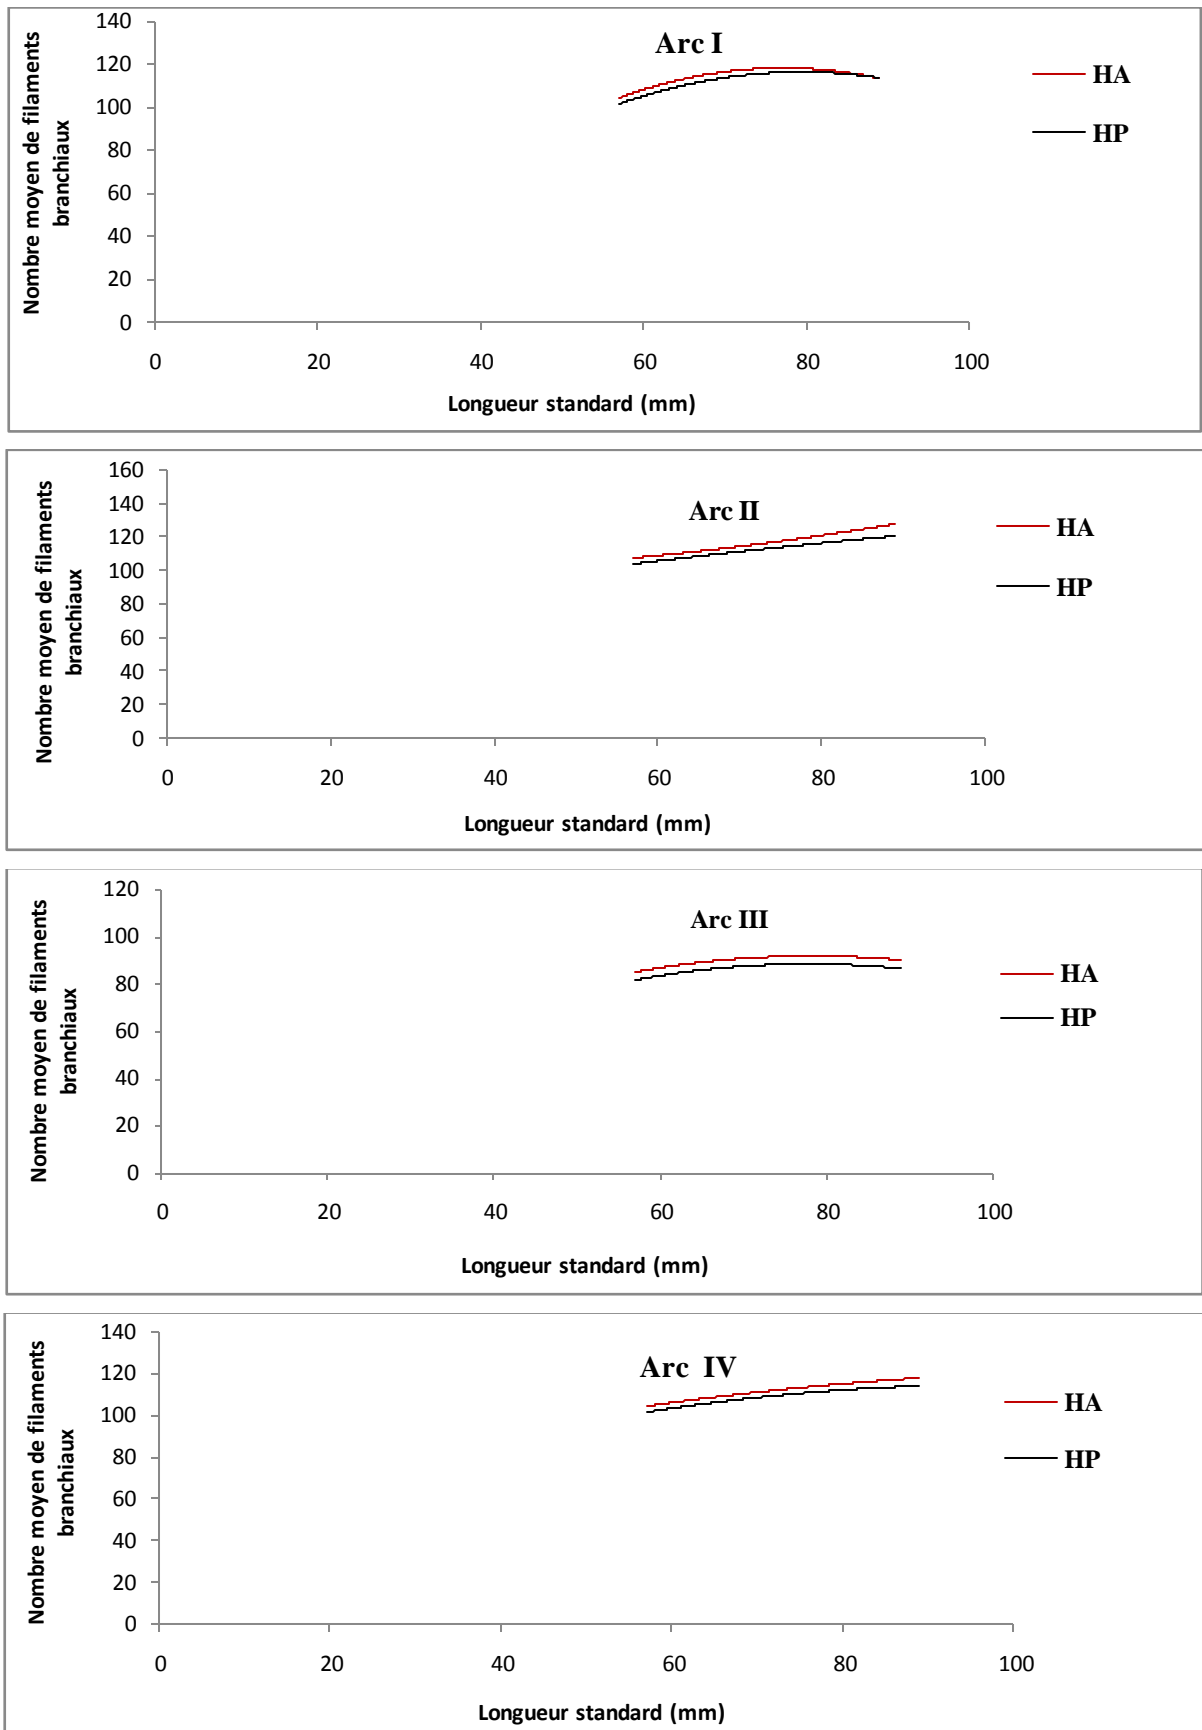 Nombre moyen de filaments
branchiaux
140
120
100
80
60
40
20
0
Arc I
HA
HP
0 20 40 60 80 100
Longueur standard (mm)
Nombre moyen de filaments
branchiaux
160
140
120
100
80
60
40
20
0
Arc II
HA
HP
0 20 40 60 80 100
Longueur standard (mm)
Nombre moyen de filaments
branchiaux
120
100
80
60
40
20
0
Arc III
HA
HP
0 20 40 60 80 100
Longueur standard (mm)
Nombre moyen de filaments
branchiaux
140
120
100
80
60
40
20
0
Arc IV
HA
HP
0 20 40 60 80 100
Longueur standard (mm)